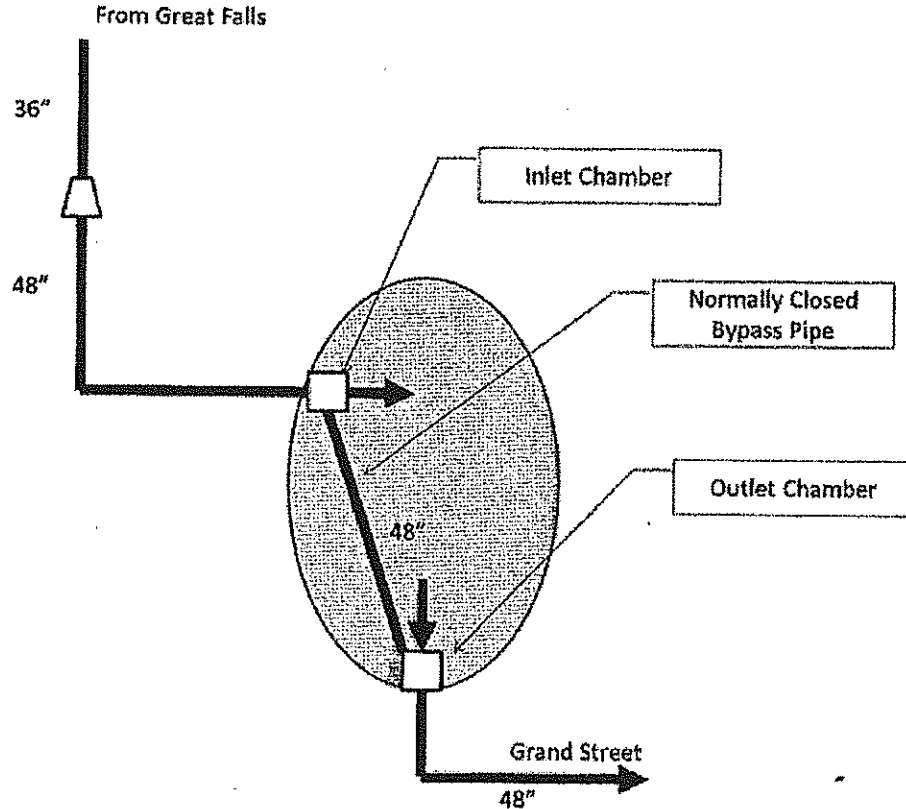 From Great Falls
36"
Inlet Chamber
48"
Normally Closed
Bypass Pipe
Outlet Chamber
48"
Grand Street
48"